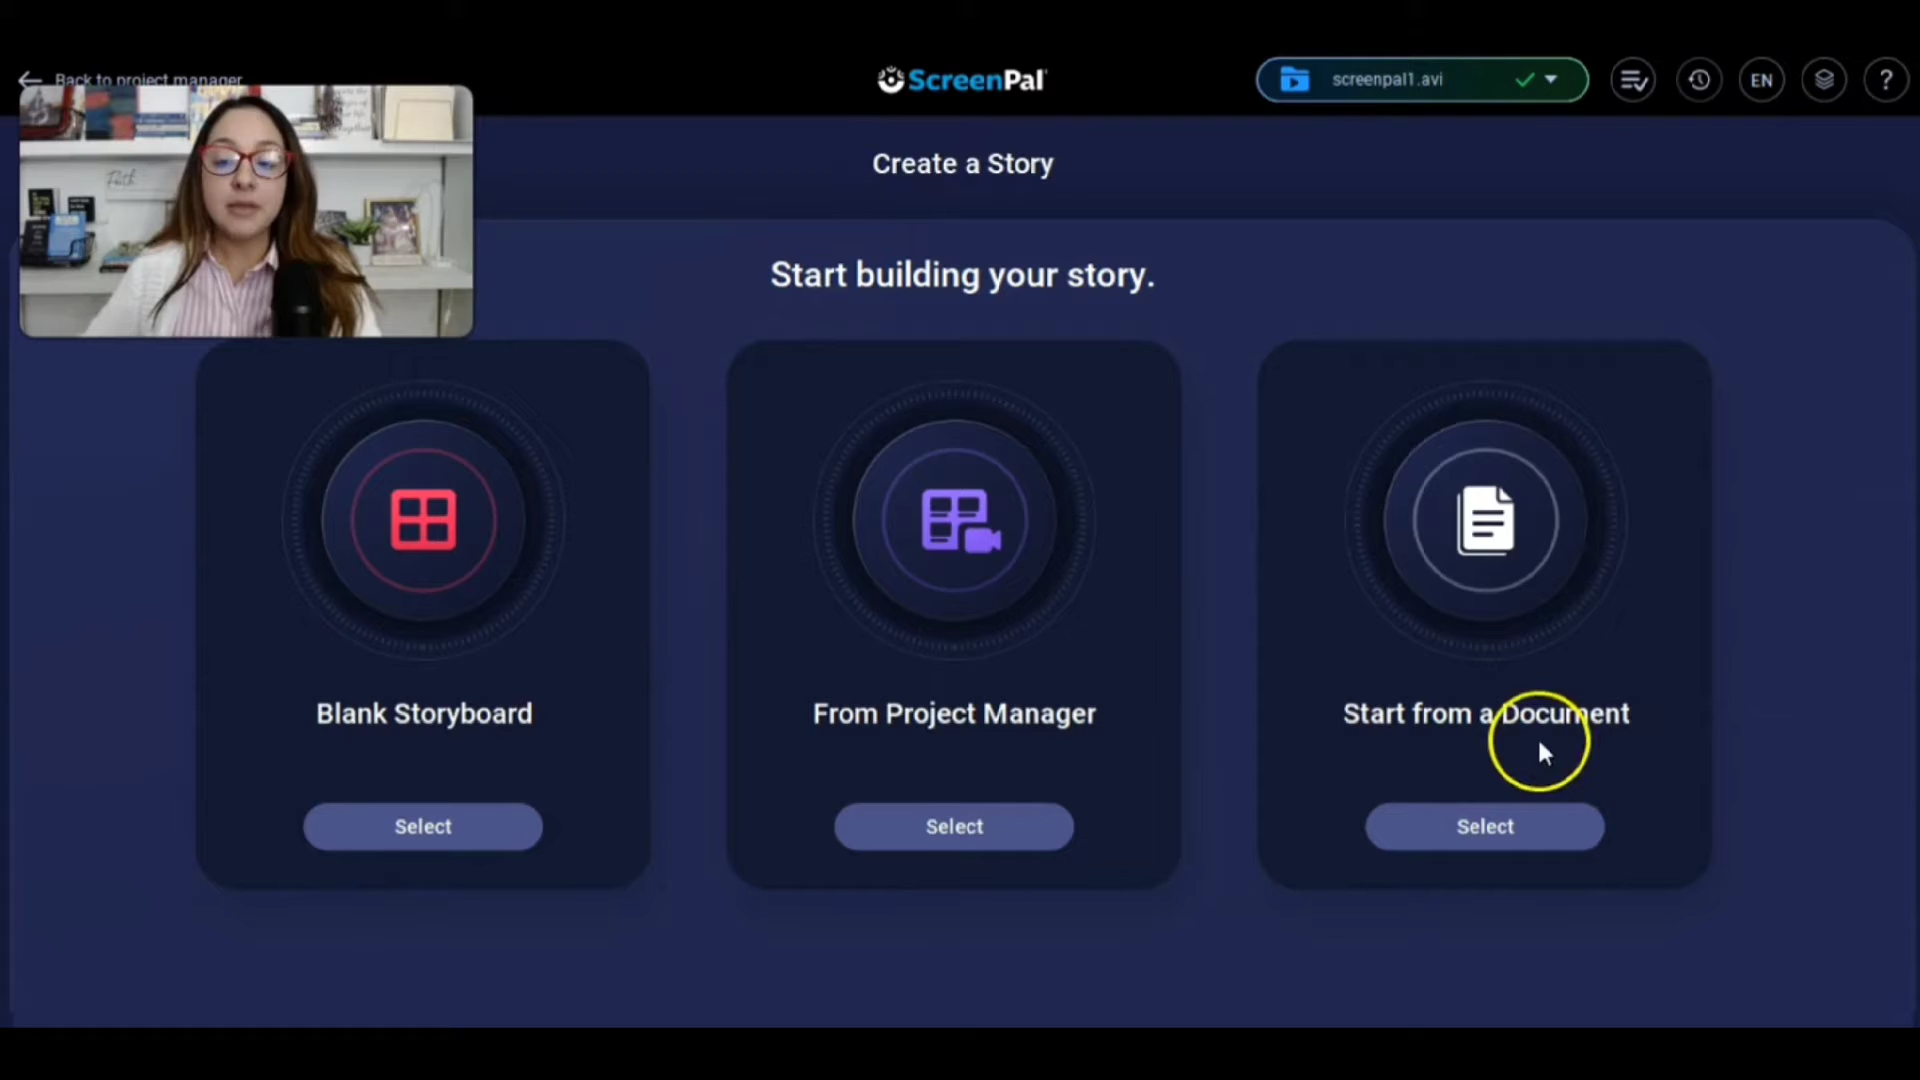 Back to project manager
ScreenPal
screenpal1.avi
EN
?
Faith
Create a Story
Start building your story.
Blank Storyboard
From Project Manager
Start from a Document
Select
Select
Select